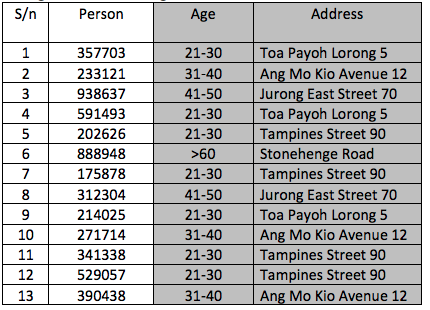 S/n Person Age Address
1 357703 21-30 Toa Payoh Lorong 5
2 233121 31-40 Ang Mo Kio Avenue 12
3 938637 41-50 Jurong East Street 70
4 591493 21-30 Toa Payoh Lorong 5
5 202626 21-30 Tampines Street 90
6 888948 >60 Stonehenge Road
7 175878 21-30 Tampines Street 90
8 312304 41-50 Jurong East Street 70
9 214025 21-30 Toa Payoh Lorong 5
10 271714 31-40 Ang Mo Kio Avenue 12
11 341338 21-30 Tampines Street 90
12 529057 21-30 Tampines Street 90
13 390438 31-40 Ang Mo Kio Avenue 12